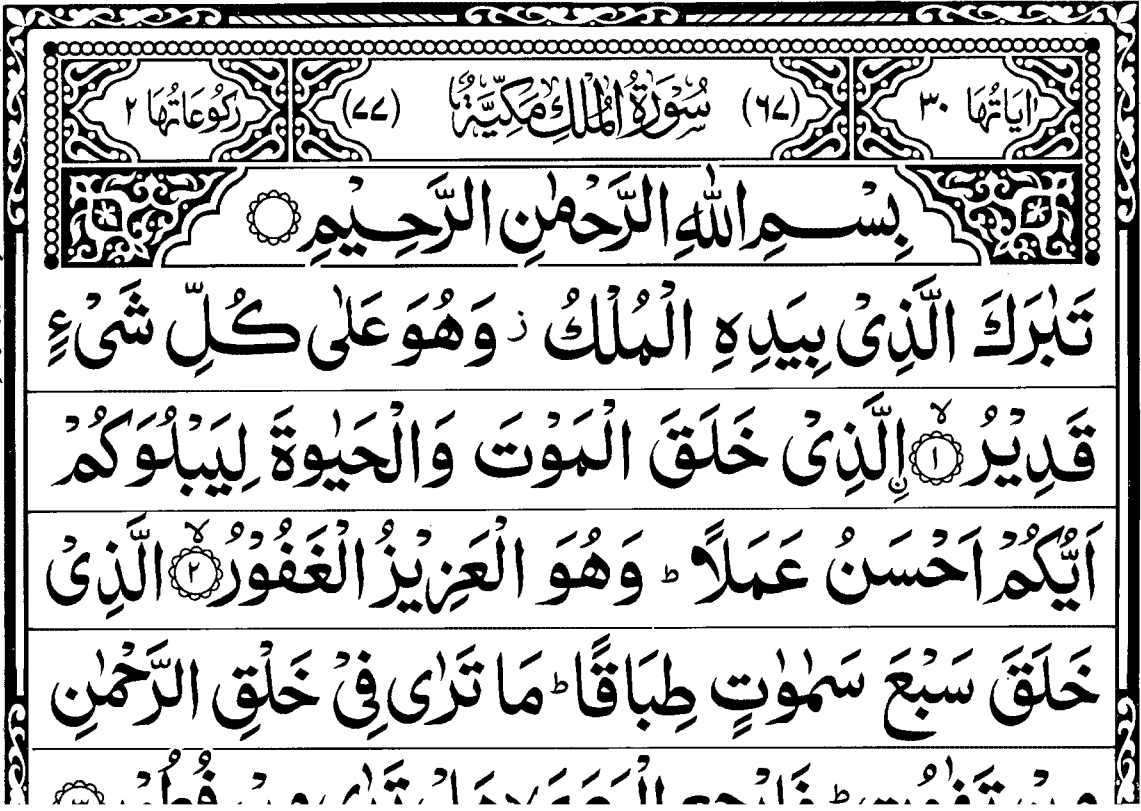 اٰيَاتُهَا ٣٠ (٦٧) سُوْرَةُ الْمُلْكِ مَكِّيَّةٌ (٧٧) رُكُوْعَاتُهَا ٢
بِسْمِ اللّٰهِ الرَّحْمٰنِ الرَّحِيْمِ
تَبٰرَكَ الَّذِىْ بِيَدِهِ الْمُلْكُ ز وَهُوَ عَلٰى كُلِّ شَىْءٍ
قَدِيْرُ ۙ ١ ۨالَّذِىْ خَلَقَ الْمَوْتَ وَالْحَيٰوةَ لِيَبْلُوَكُمْ
اَيُّكُمْ اَحْسَنُ عَمَلًا ؕ وَهُوَ الْعَزِيْزُ الْغَفُوْرُ ۙ ٢ الَّذِىْ
خَلَقَ سَبْعَ سَمٰوٰتٍ طِبَاقًا ؕ مَا تَرٰى فِىْ خَلْقِ الرَّحْمٰنِ